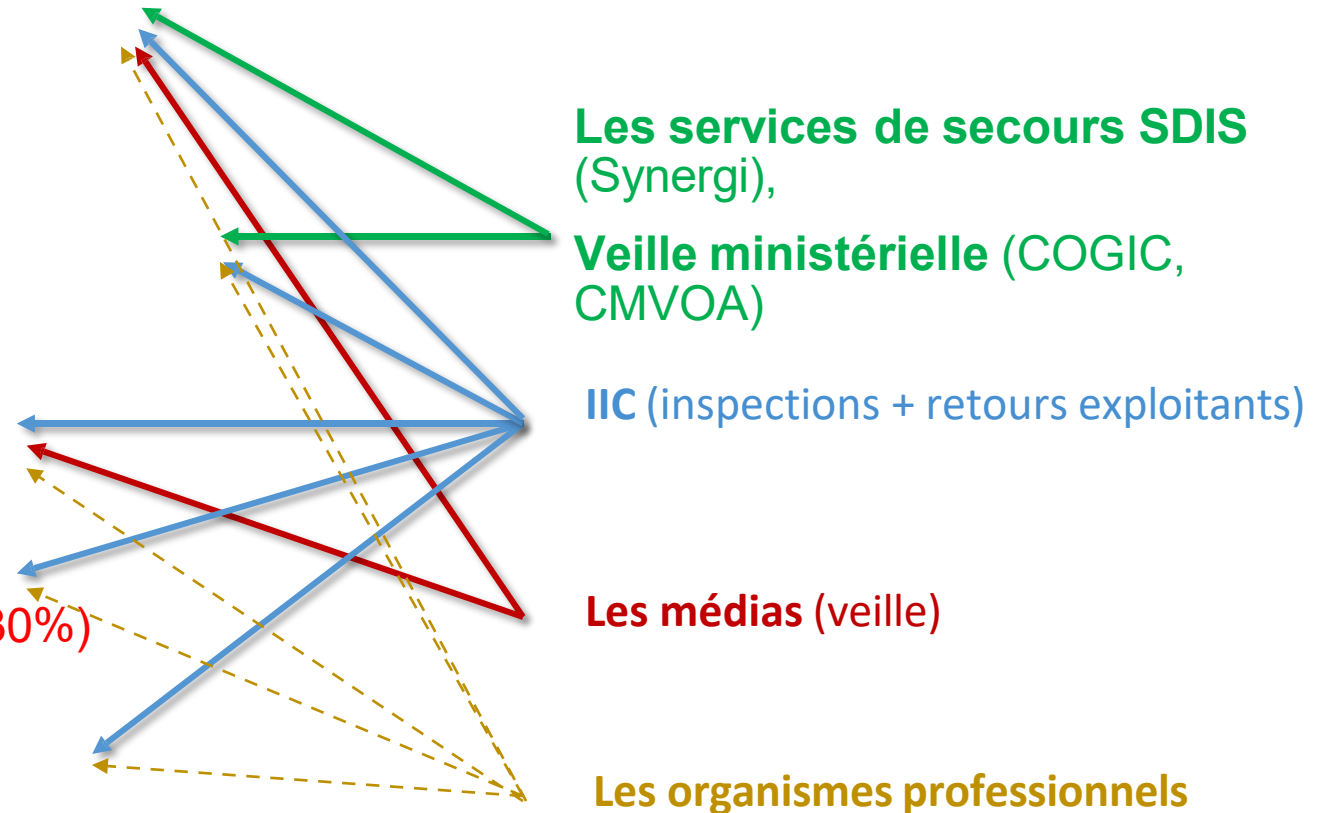 Les services de secours SDIS
(Synergi),
Veille ministérielle (COGIC,
CMVOA)
IIC (inspections + retours exploitants)
Les médias (veille)
30%)
Les organismes professionnels